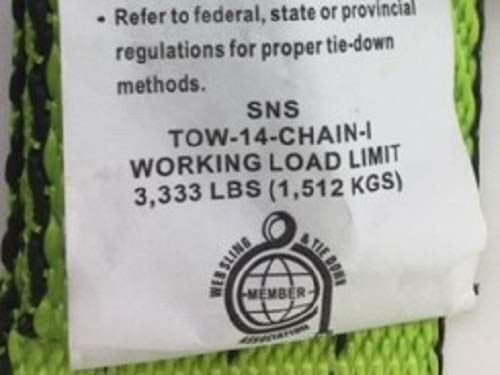 • Refer to federal, state or provincial
regulations for proper tie-down
methods.
SNS
TOW-14-CHAIN-I
WORKING LOAD LIMIT
3,333 LBS (1,512 KGS)
WEB SLING & TIE DOWN
MEMBER
ASSOCIATION